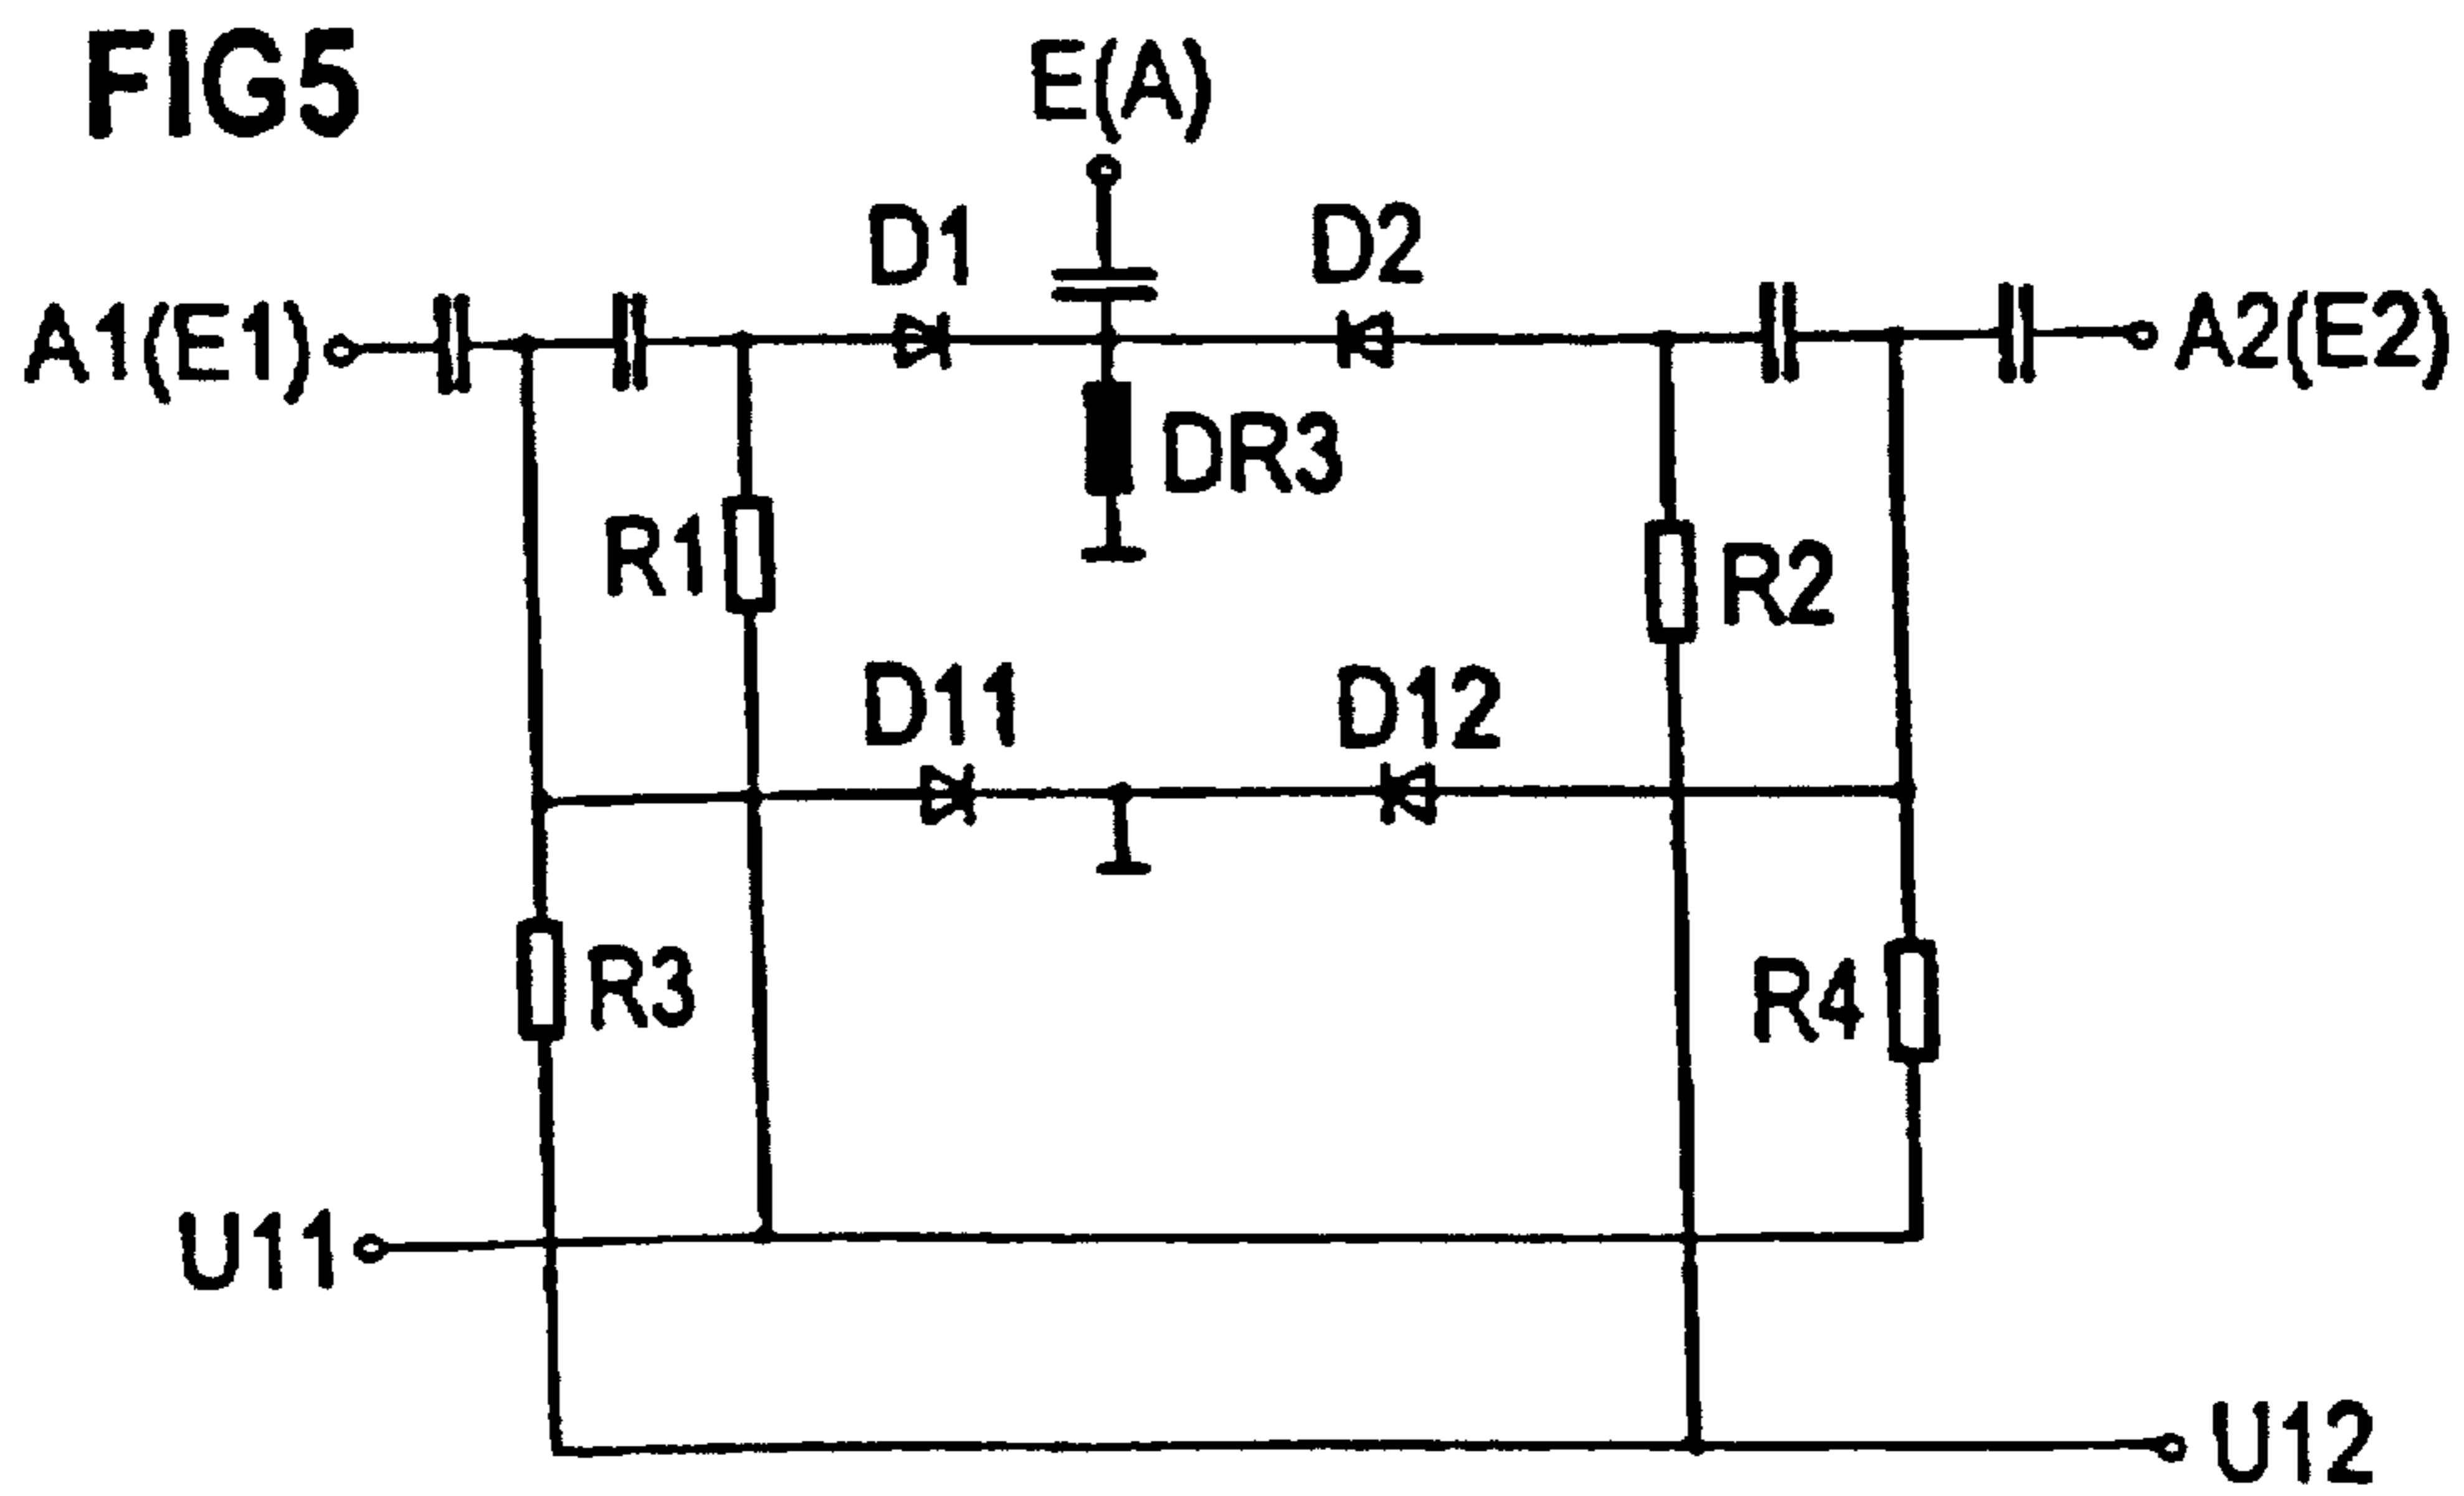 FIG5
E(A)
D1
D2
A1(E1)
A2(E2)
DR3
R1
R2
D11
D12
R3
R4
U11
U12